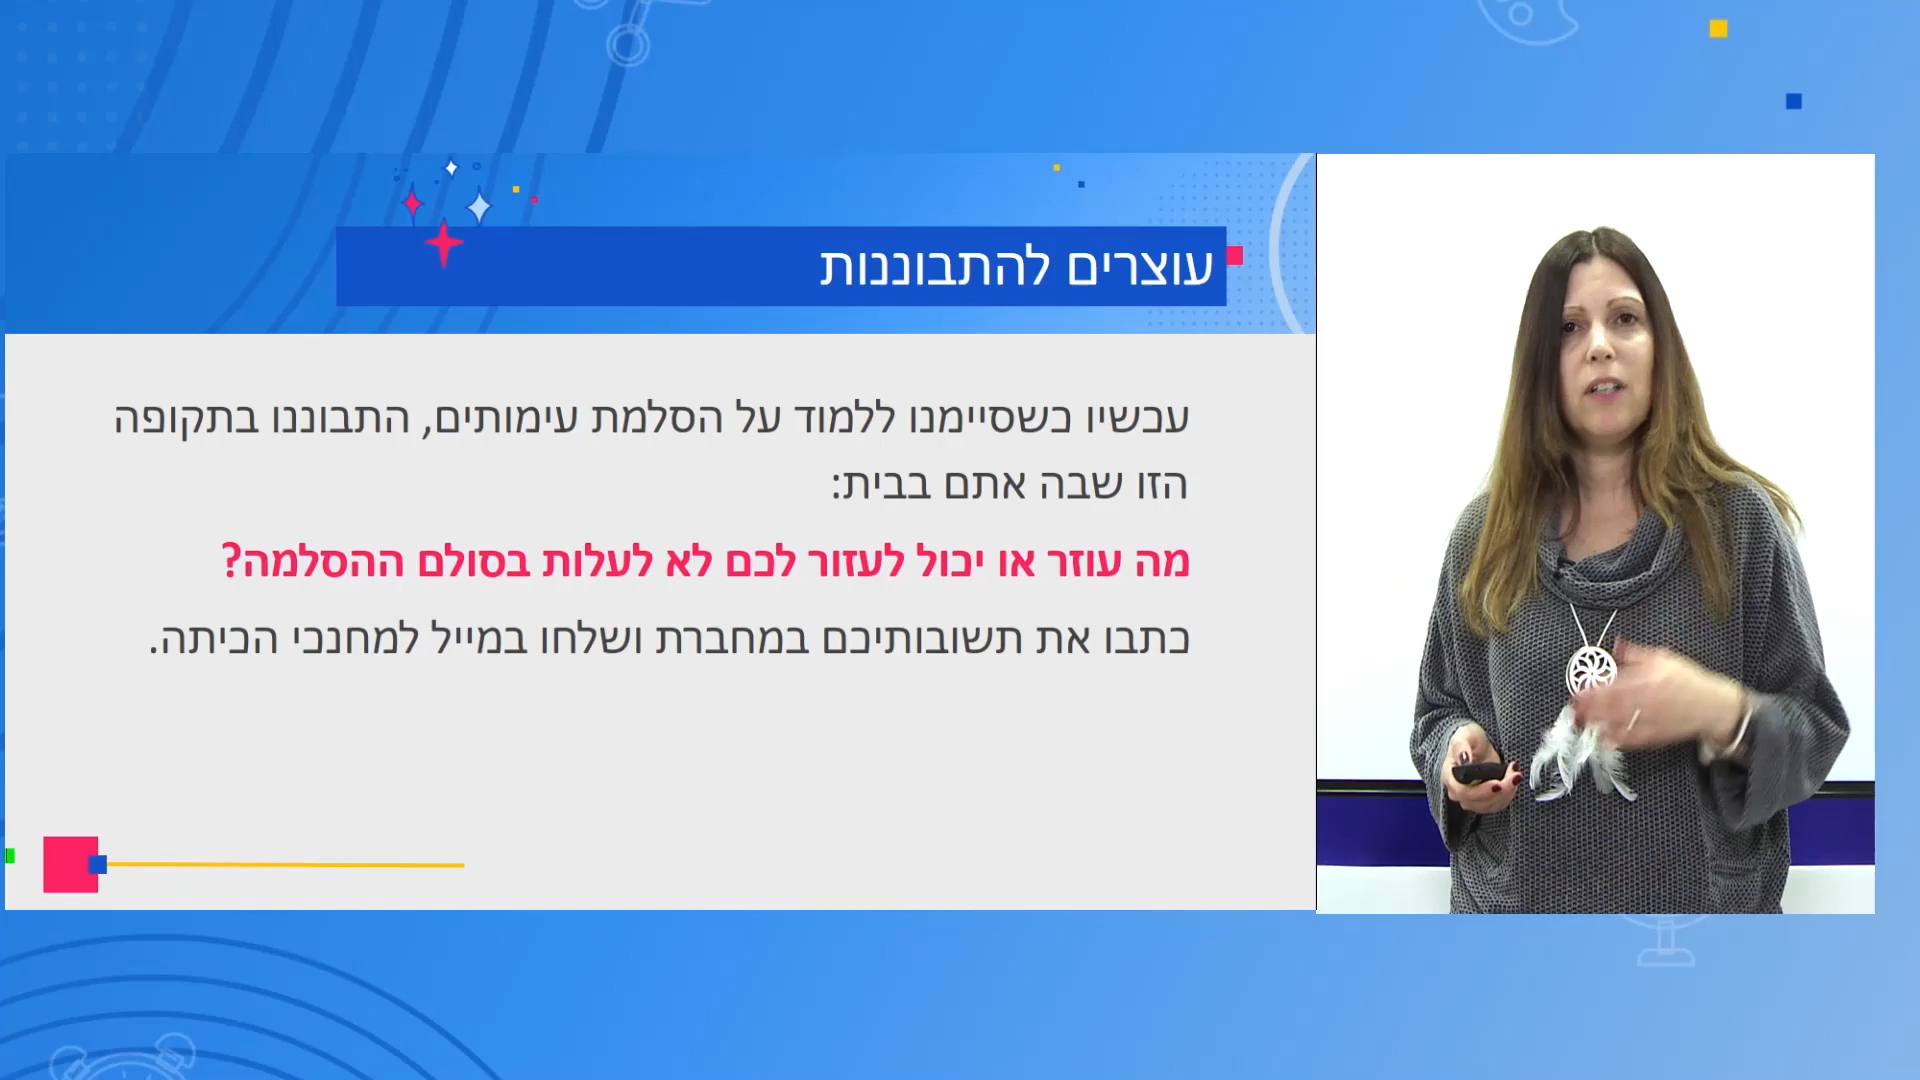 עוצרים להתבוננות
עכשיו כשסיימנו ללמוד על הסלמת עימותים, התבוננו בתקופה
הזו שבה אתם בבית:
מה עוזר או יכול לעזור לכם לא לעלות בסולם ההסלמה?
כתבו את תשובותיכם במחברת ושלחו במייל למחנכי הכיתה.